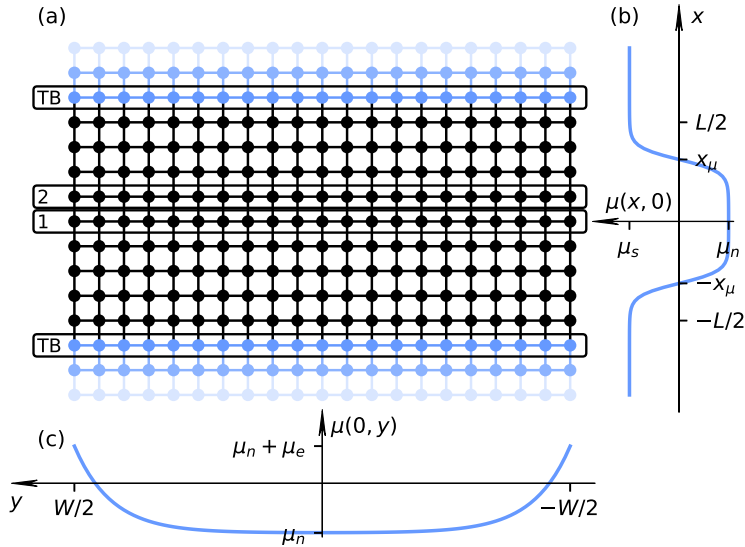 (a)
TB
2
1
TB
(b)
x
L/2
x_μ
μ(x, 0)
μ_s
μ_n
−x_μ
−L/2
(c)
μ(0, y)
μ_n + μ_e
y
W/2
−W/2
μ_n